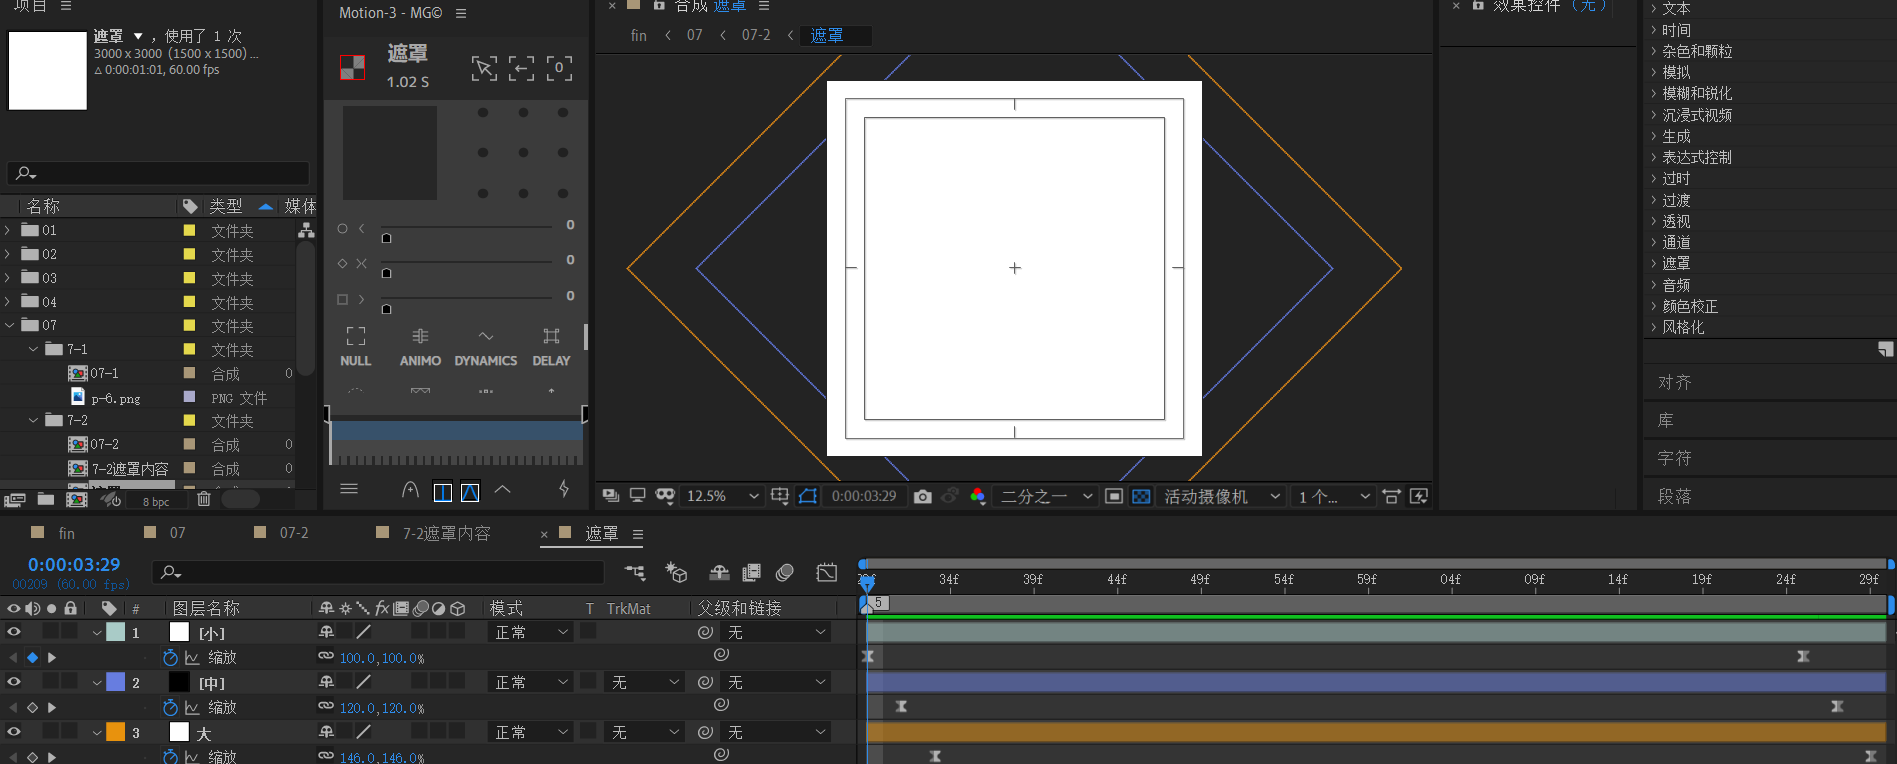 项目
遮罩 ▼ ，使用了 1 次
3000 x 3000 (1500 x 1500) ...
△ 0:00:01:01, 60.00 fps
名称 类型 媒体
01 文件夹
02 文件夹
03 文件夹
04 文件夹
07 文件夹
7-1 文件夹
07-1 合成 0
p-6.png PNG 文件
7-2 文件夹
07-2 合成 0
7-2遮罩内容 合成 0
8 bpc
Motion-3 - MG©
遮罩
1.02 S
0
0
0
0
NULL ANIMO DYNAMICS DELAY
合成 遮罩
fin 07 07-2 遮罩
12.5% 0:00:03:29 二分之一 活动摄像机 1 个...
效果控件 （无）
文本
时间
杂色和颗粒
模拟
模糊和锐化
沉浸式视频
生成
表达式控制
过时
过渡
透视
通道
遮罩
音频
颜色校正
风格化
对齐
库
字符
段落
fin 07 07-2 7-2遮罩内容 遮罩
0:00:03:29
00209 (60.00 fps)
34f 39f 44f 49f 54f 59f 04f 09f 14f 19f 24f 29f
# 图层名称 fx 模式 T TrkMat 父级和链接
5
1 [小] 正常 无
缩放 100.0,100.0%
2 [中] 正常 无 无
缩放 120.0,120.0%
3 大 正常 无 无
缩放 146.0,146.0%